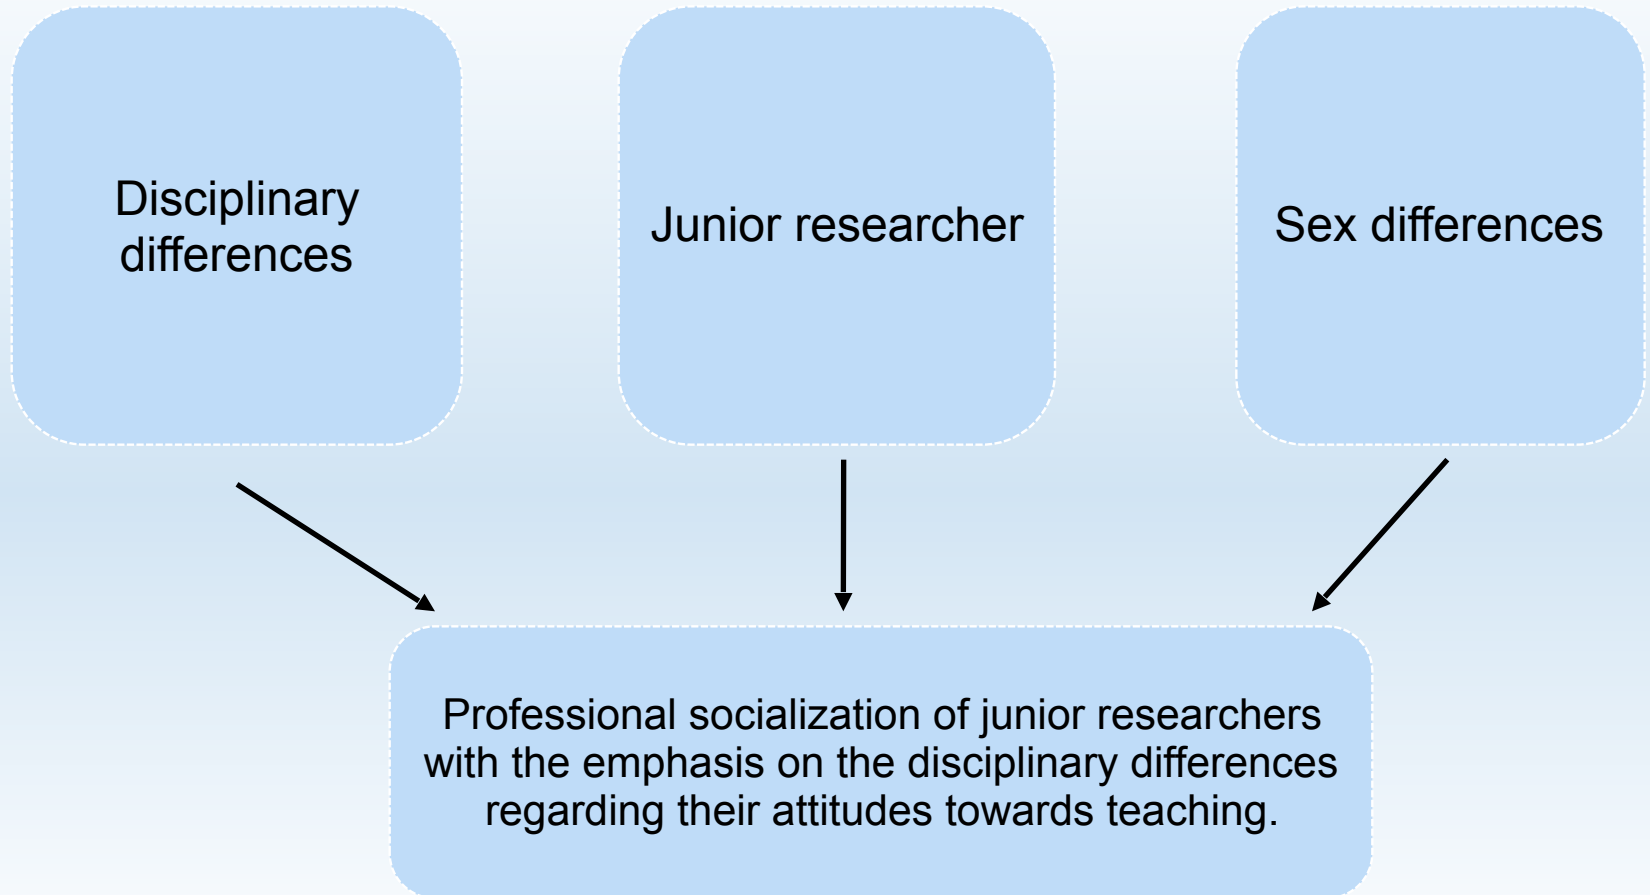 Disciplinary
differences
Junior researcher
Sex differences
Professional socialization of junior researchers
with the emphasis on the disciplinary differences
regarding their attitudes towards teaching.